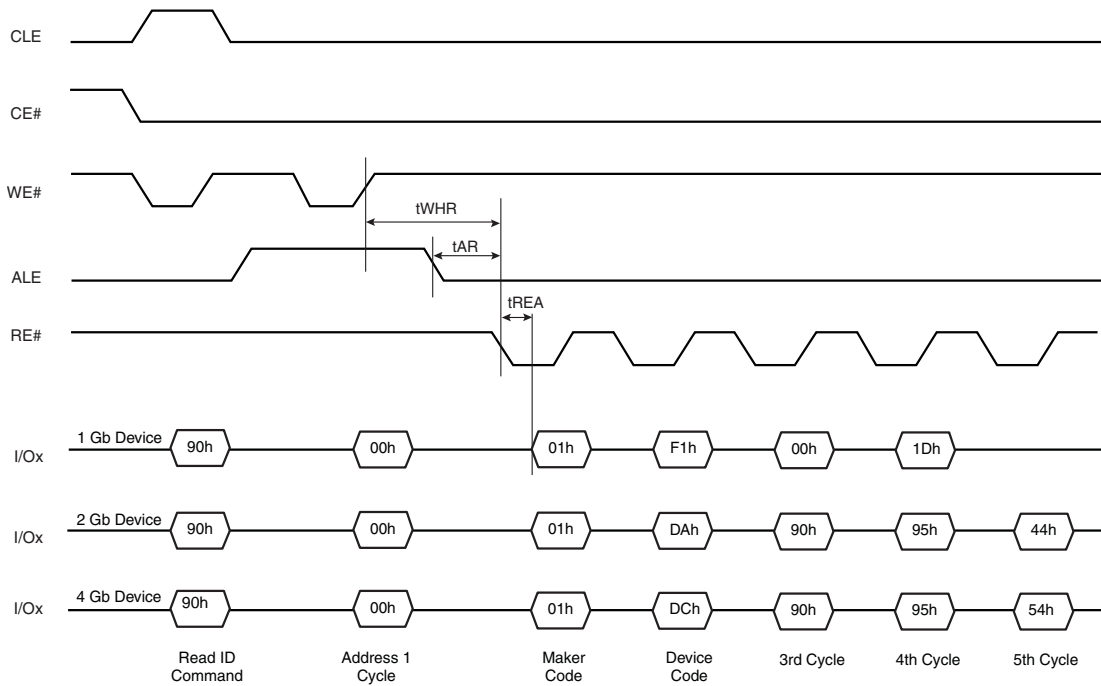 CLE
CE#
WE#
tWHR
tAR
ALE
tREA
RE#
1 Gb Device
I/Ox 90h 00h 01h F1h 00h 1Dh
2 Gb Device
I/Ox 90h 00h 01h DAh 90h 95h 44h
4 Gb Device
I/Ox 90h 00h 01h DCh 90h 95h 54h
Read ID Command
Address 1 Cycle
Maker Code
Device Code
3rd Cycle
4th Cycle
5th Cycle